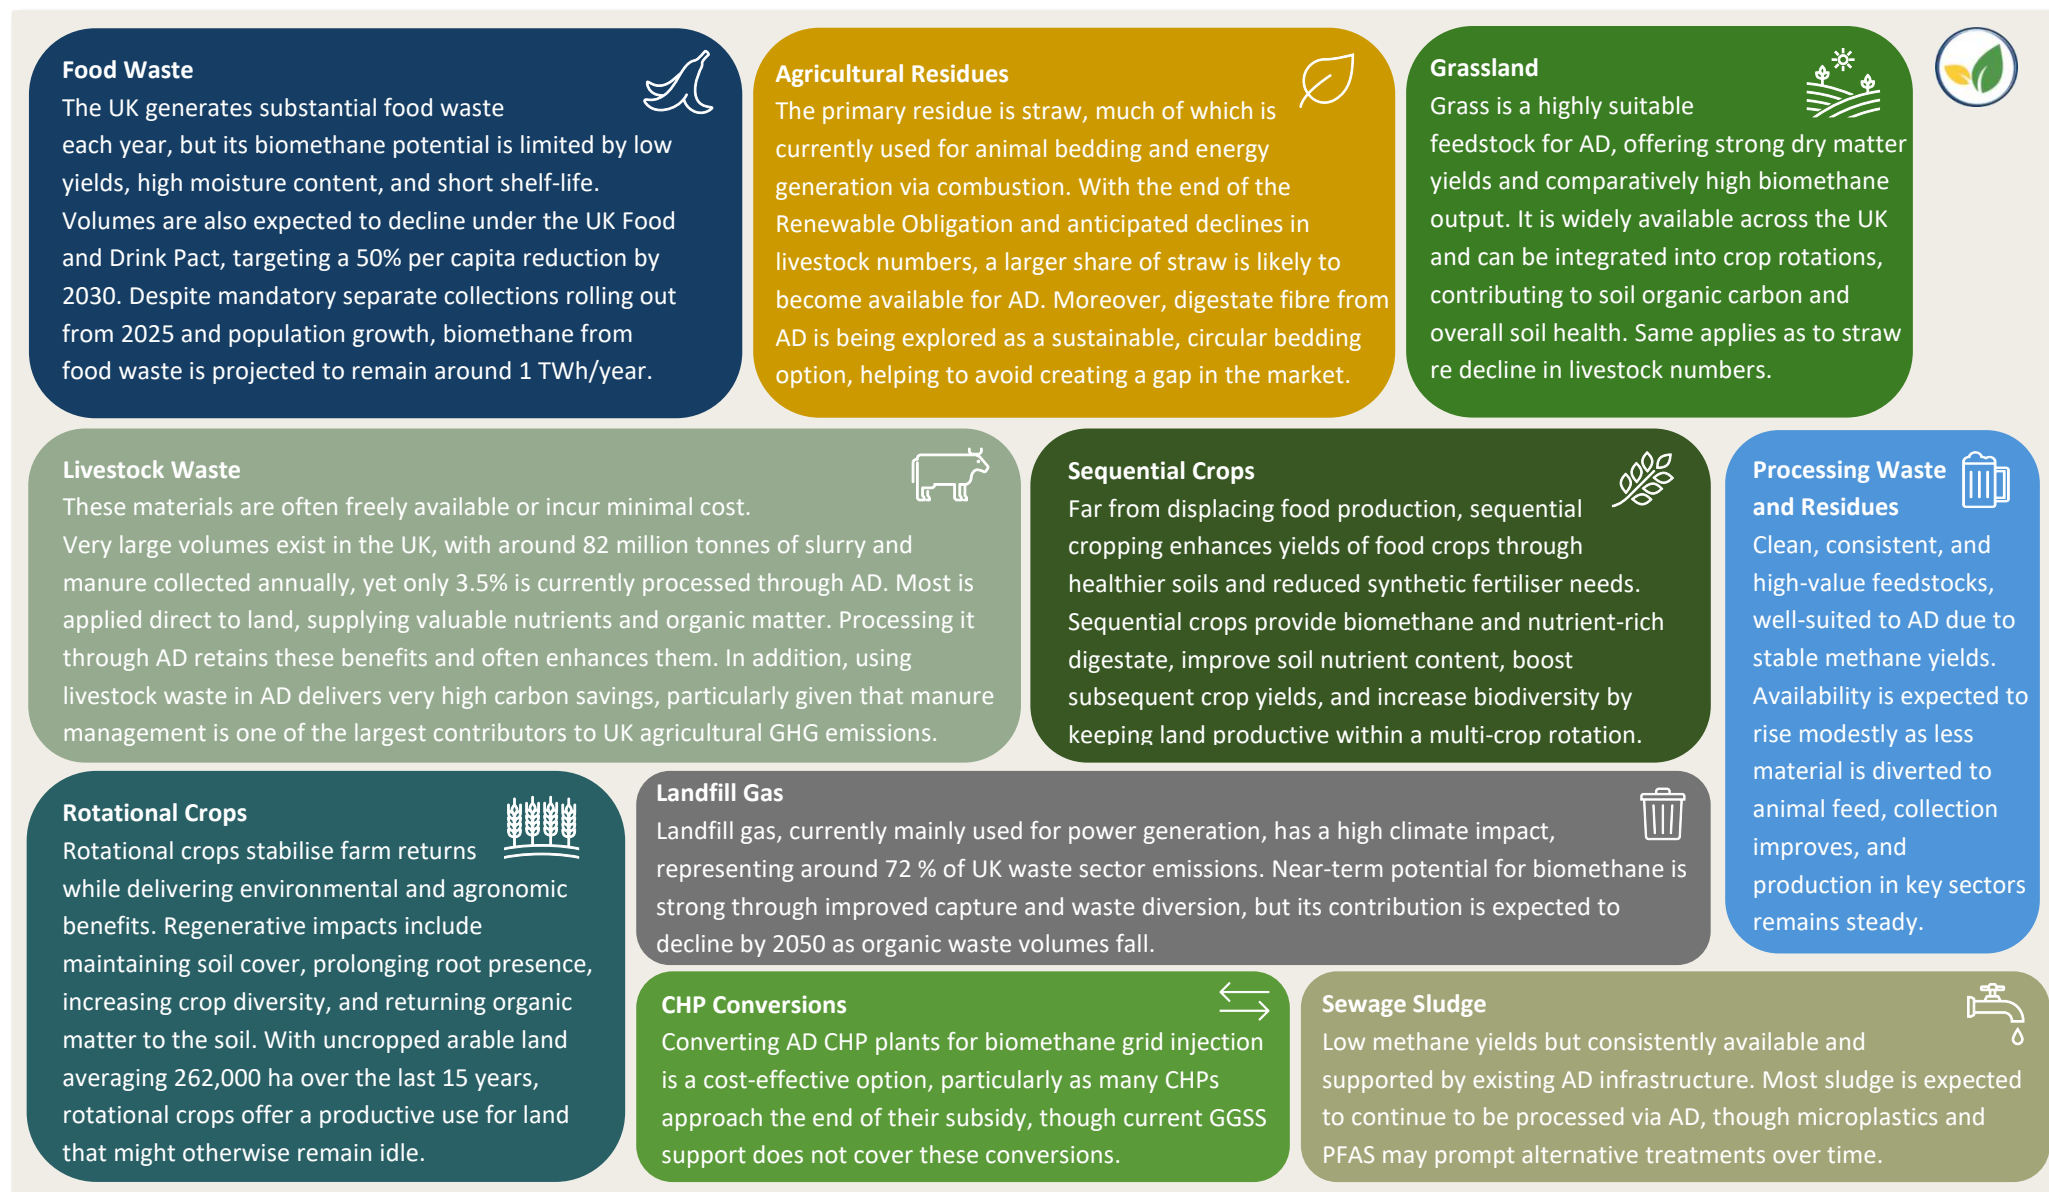 Food Waste
The UK generates substantial food waste
each year, but its biomethane potential is limited by low
yields, high moisture content, and short shelf-life.
Volumes are also expected to decline under the UK Food
and Drink Pact, targeting a 50% per capita reduction by
2030. Despite mandatory separate collections rolling out
from 2025 and population growth, biomethane from
food waste is projected to remain around 1 TWh/year.
Agricultural Residues
The primary residue is straw, much of which is
currently used for animal bedding and energy
generation via combustion. With the end of the
Renewable Obligation and anticipated declines in
livestock numbers, a larger share of straw is likely to
become available for AD. Moreover, digestate fibre from
AD is being explored as a sustainable, circular bedding
option, helping to avoid creating a gap in the market.
Grassland
Grass is a highly suitable
feedstock for AD, offering strong dry matter
yields and comparatively high biomethane
output. It is widely available across the UK
and can be integrated into crop rotations,
contributing to soil organic carbon and
overall soil health. Same applies as to straw
re decline in livestock numbers.
Livestock Waste
These materials are often freely available or incur minimal cost.
Very large volumes exist in the UK, with around 82 million tonnes of slurry and
manure collected annually, yet only 3.5% is currently processed through AD. Most is
applied direct to land, supplying valuable nutrients and organic matter. Processing it
through AD retains these benefits and often enhances them. In addition, using
livestock waste in AD delivers very high carbon savings, particularly given that manure
management is one of the largest contributors to UK agricultural GHG emissions.
Sequential Crops
Far from displacing food production, sequential
cropping enhances yields of food crops through
healthier soils and reduced synthetic fertiliser needs.
Sequential crops provide biomethane and nutrient-rich
digestate, improve soil nutrient content, boost
subsequent crop yields, and increase biodiversity by
keeping land productive within a multi-crop rotation.
Processing Waste
and Residues
Clean, consistent, and
high-value feedstocks,
well-suited to AD due to
stable methane yields.
Availability is expected to
rise modestly as less
material is diverted to
animal feed, collection
improves, and
production in key sectors
remains steady.
Rotational Crops
Rotational crops stabilise farm returns
while delivering environmental and agronomic
benefits. Regenerative impacts include
maintaining soil cover, prolonging root presence,
increasing crop diversity, and returning organic
matter to the soil. With uncropped arable land
averaging 262,000 ha over the last 15 years,
rotational crops offer a productive use for land
that might otherwise remain idle.
Landfill Gas
Landfill gas, currently mainly used for power generation, has a high climate impact,
representing around 72 % of UK waste sector emissions. Near-term potential for biomethane is
strong through improved capture and waste diversion, but its contribution is expected to
decline by 2050 as organic waste volumes fall.
CHP Conversions
Converting AD CHP plants for biomethane grid injection
is a cost-effective option, particularly as many CHPs
approach the end of their subsidy, though current GGSS
support does not cover these conversions.
Sewage Sludge
Low methane yields but consistently available and
supported by existing AD infrastructure. Most sludge is expected
to continue to be processed via AD, though microplastics and
PFAS may prompt alternative treatments over time.